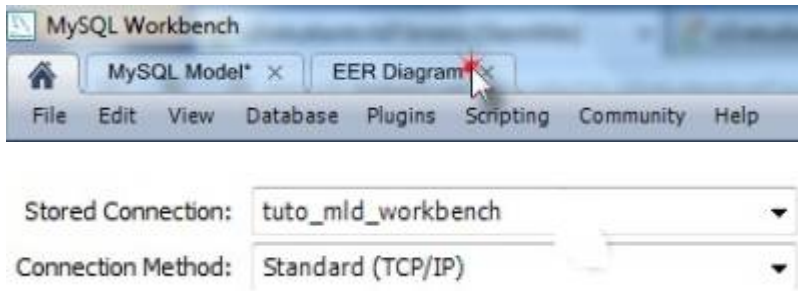 MySQL Workbench
MySQL Model* × EER Diagram ×
File Edit View Database Plugins Scripting Community Help
Stored Connection: tuto_mld_workbench
Connection Method: Standard (TCP/IP)